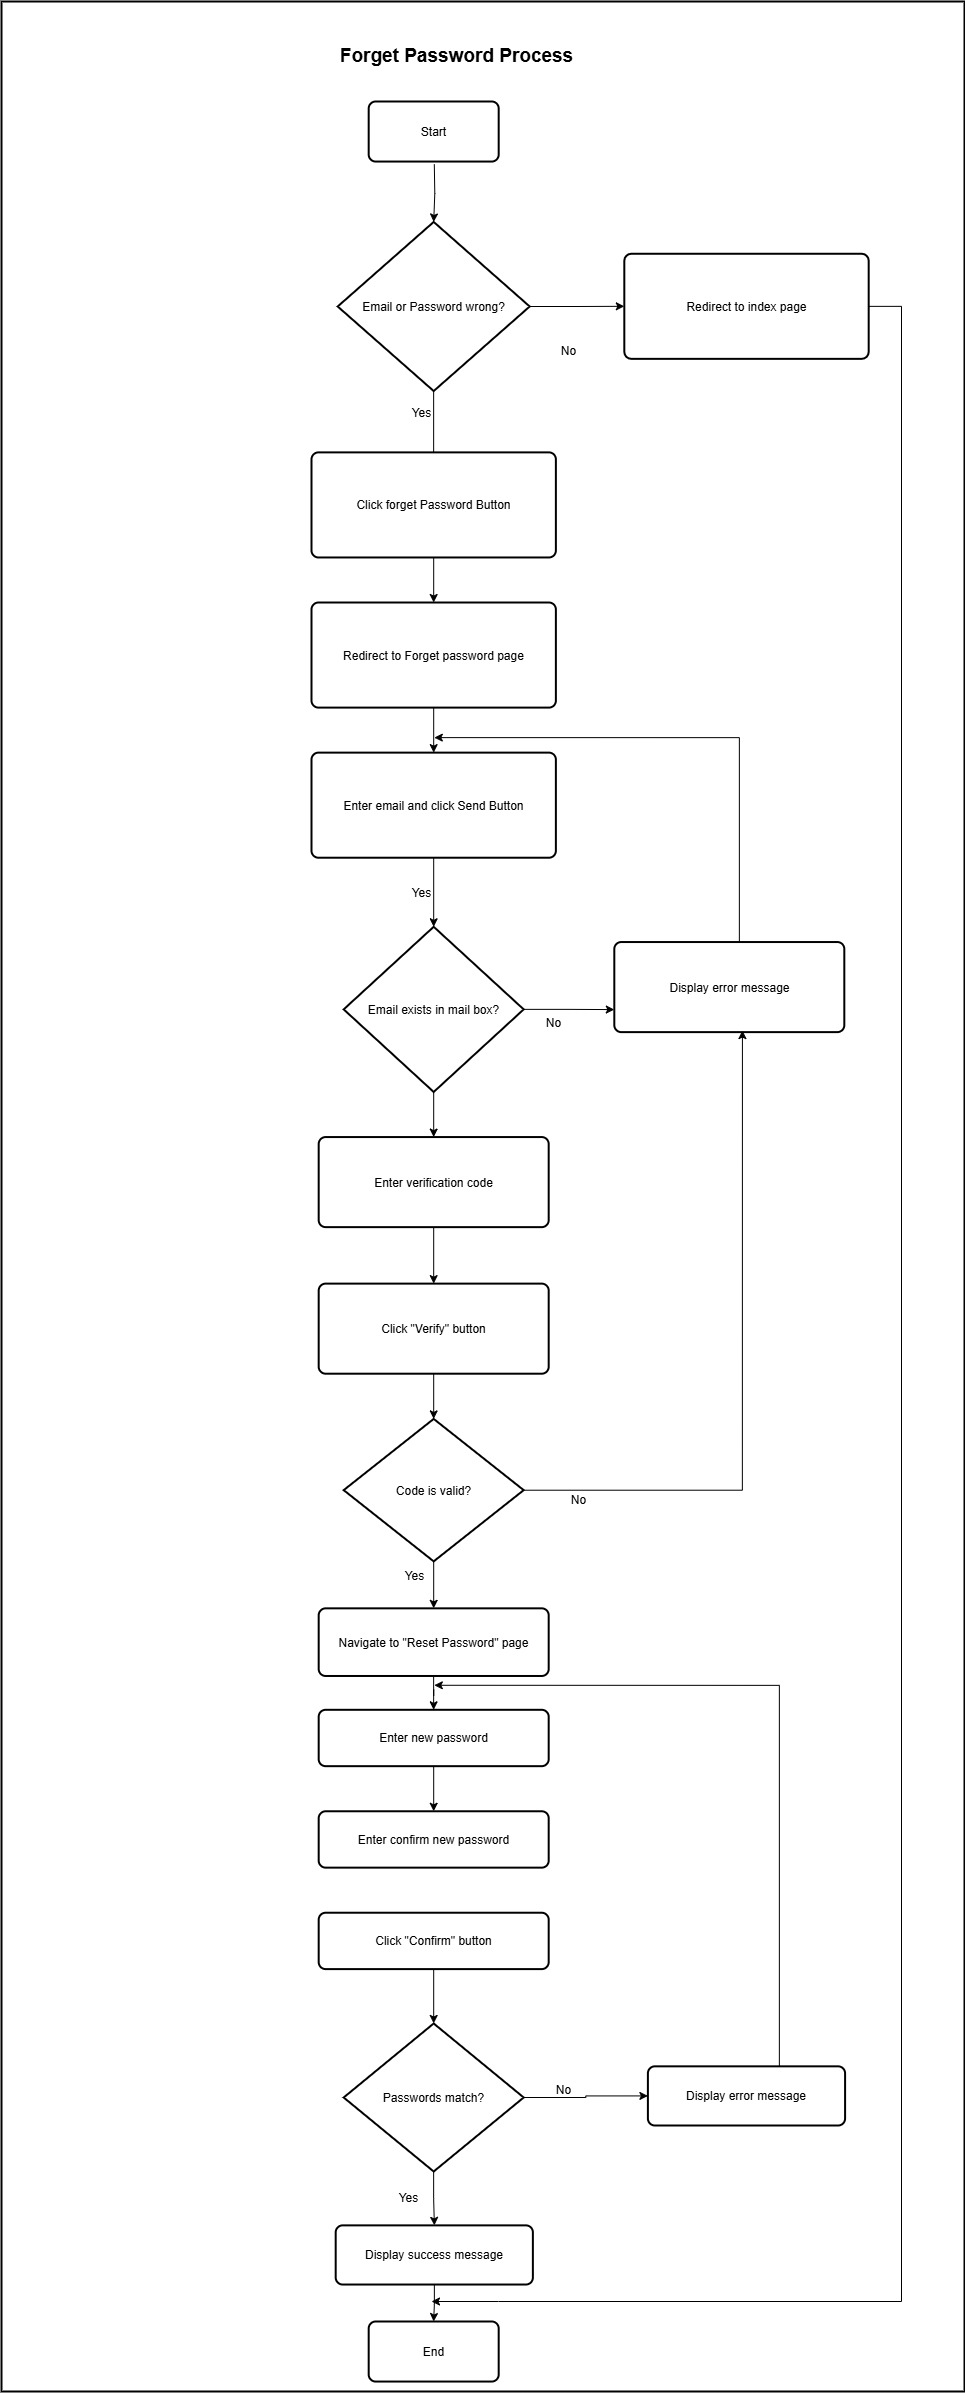 Forget Password Process
Start
Email or Password wrong?
Redirect to index page
No
Yes
Click forget Password Button
Redirect to Forget password page
Enter email and click Send Button
Yes
Display error message
Email exists in mail box?
No
Enter verification code
Click "Verify" button
Code is valid?
No
Yes
Navigate to "Reset Password" page
Enter new password
Enter confirm new password
Click "Confirm" button
Passwords match?
No
Display error message
Yes
Display success message
End